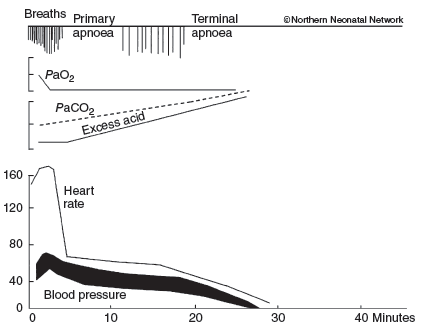 Breaths Primary apnoea Terminal apnoea ©Northern Neonatal Network
PaO2
PaCO2
Excess acid
160
Heart rate
120
80
40
Blood pressure
0
0 10 20 30 40 Minutes